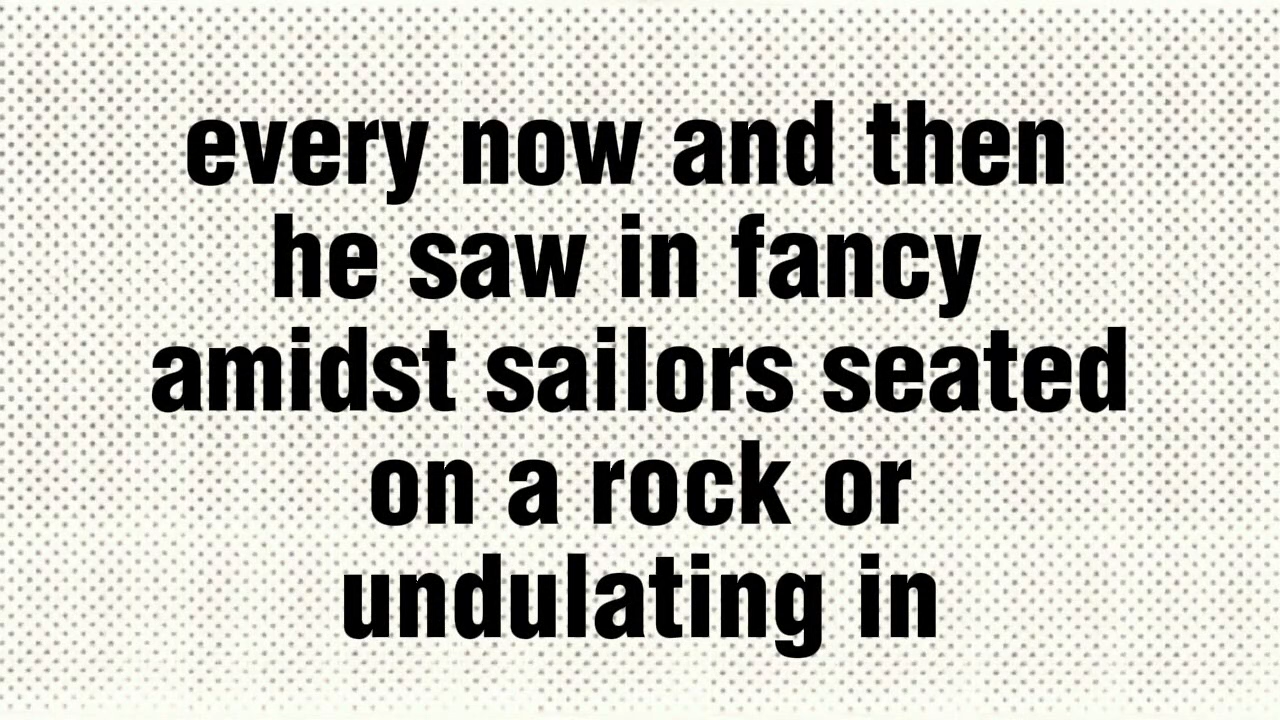 every now and then
he saw in fancy
amidst sailors seated
on a rock or
undulating in